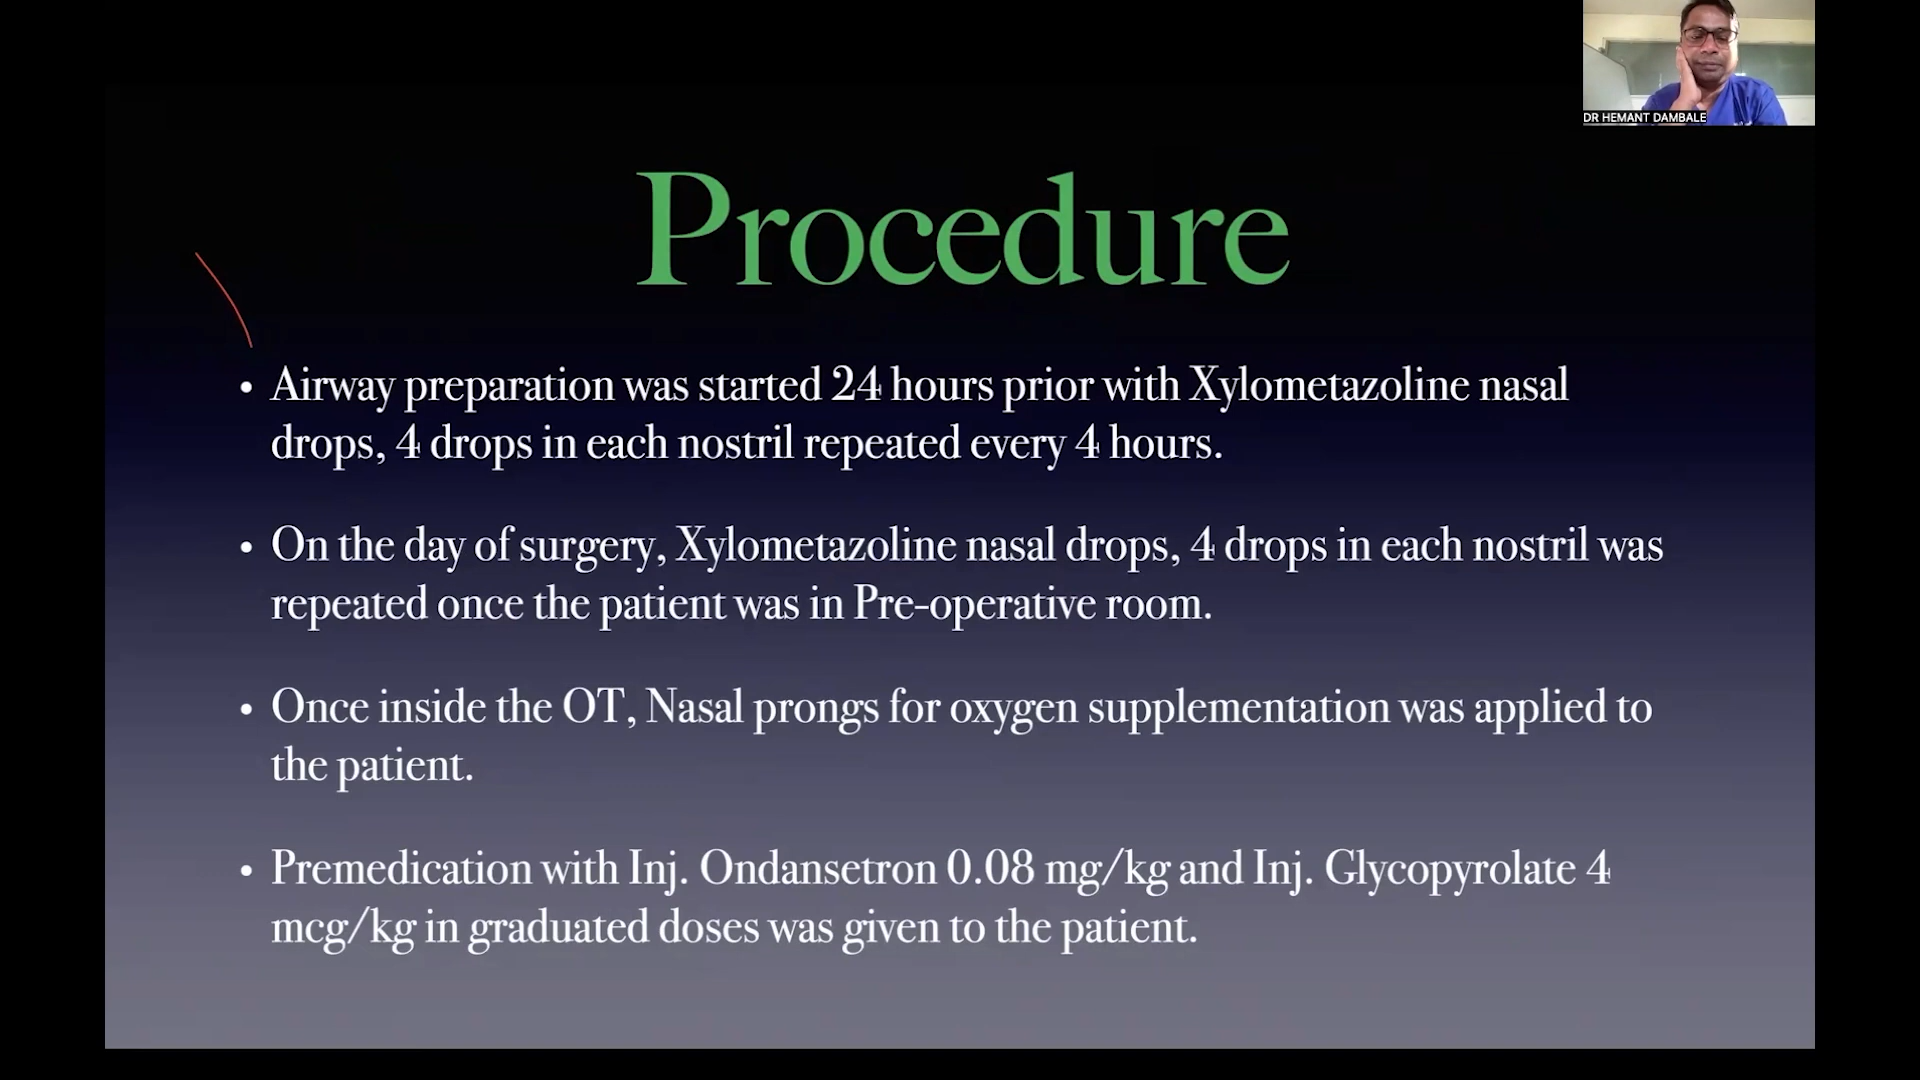 DR HEMANT DAMBALE
Procedure
• Airway preparation was started 24 hours prior with Xylometazoline nasal
drops, 4 drops in each nostril repeated every 4 hours.
• On the day of surgery, Xylometazoline nasal drops, 4 drops in each nostril was
repeated once the patient was in Pre-operative room.
• Once inside the OT, Nasal prongs for oxygen supplementation was applied to
the patient.
• Premedication with Inj. Ondansetron 0.08 mg/kg and Inj. Glycopyrolate 4
mcg/kg in graduated doses was given to the patient.